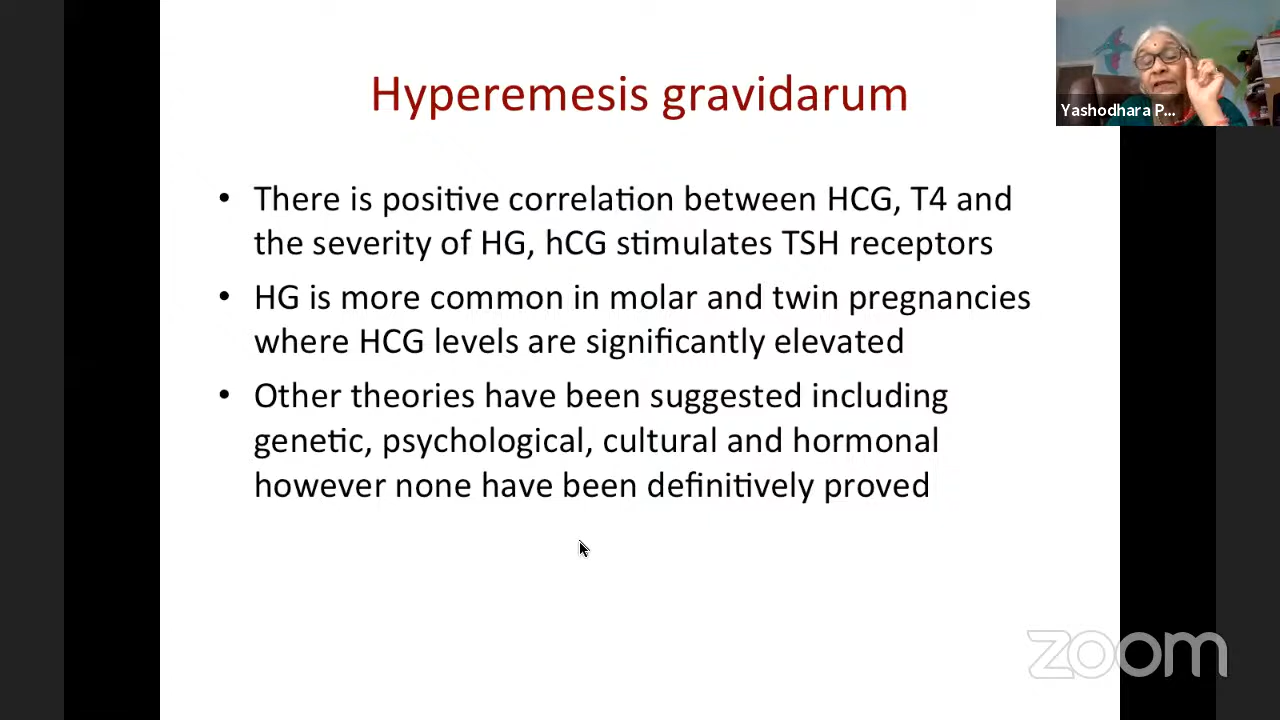 Hyperemesis gravidarum
Yashodhara P...
• There is positive correlation between HCG, T4 and
the severity of HG, hCG stimulates TSH receptors
• HG is more common in molar and twin pregnancies
where HCG levels are significantly elevated
• Other theories have been suggested including
genetic, psychological, cultural and hormonal
however none have been definitively proved
zoom